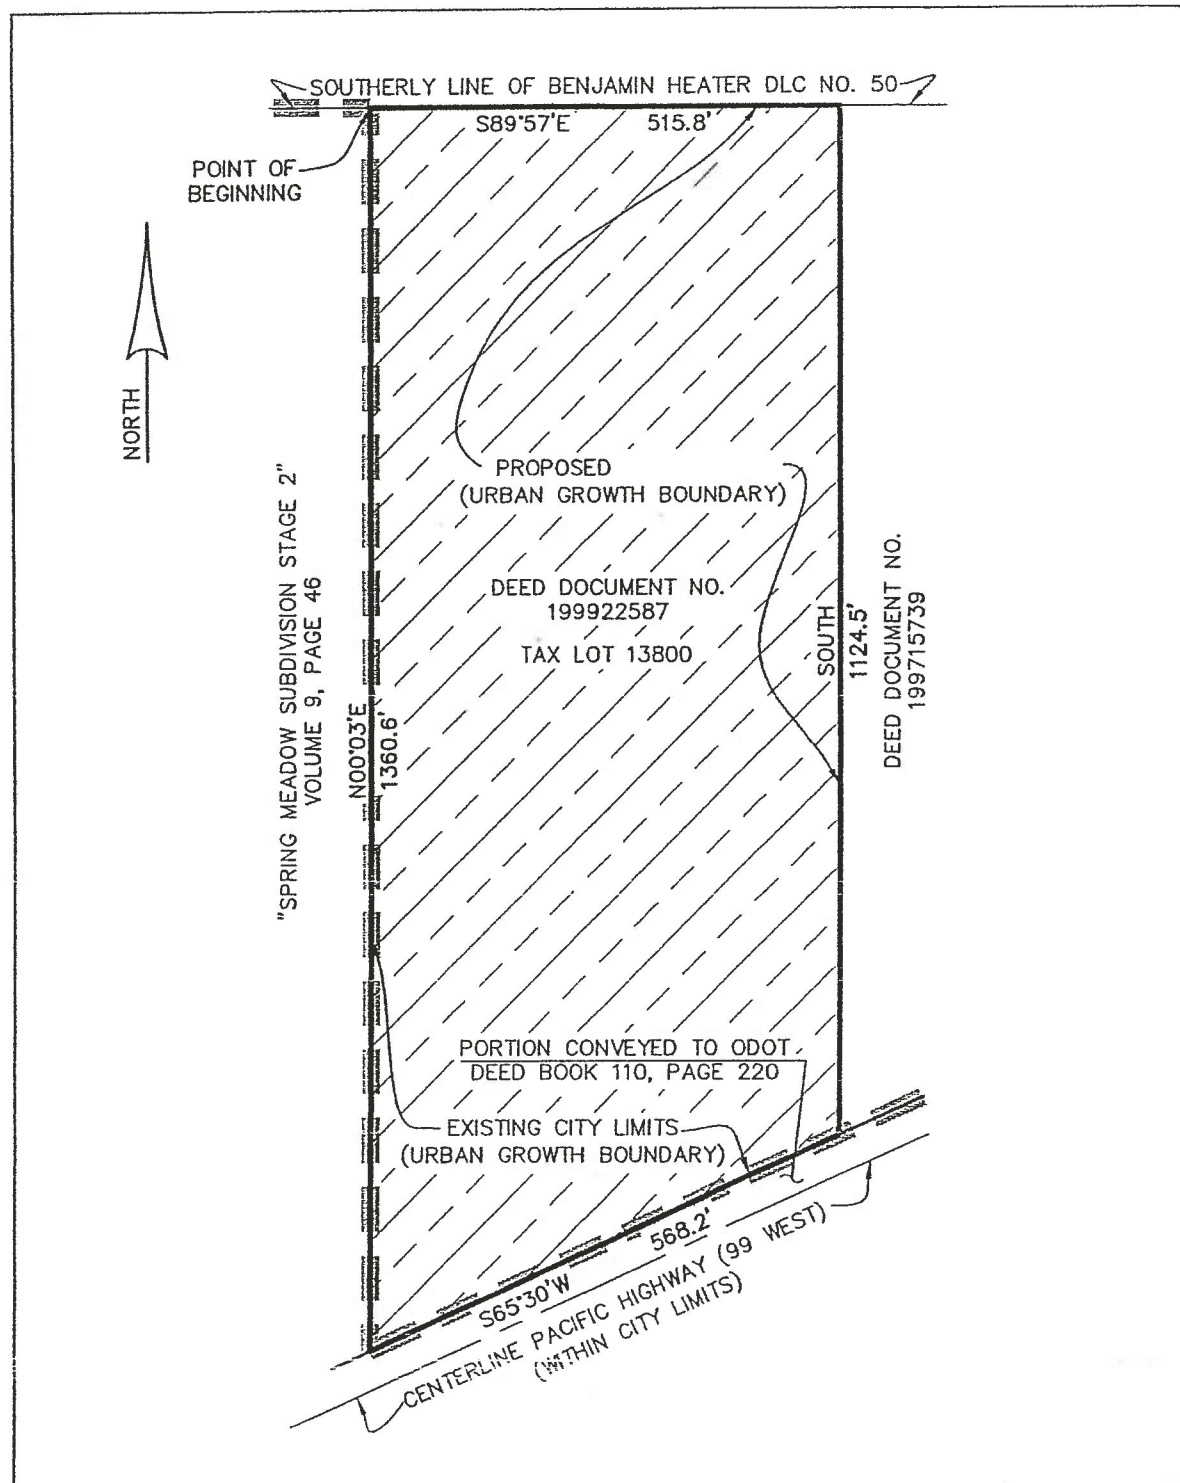 SOUTHERLY LINE OF BENJAMIN HEATER DLC NO. 50
S89°57'E 515.8'
POINT OF
BEGINNING
NORTH
PROPOSED
(URBAN GROWTH BOUNDARY)
"SPRING MEADOW SUBDIVISION STAGE 2"
VOLUME 9, PAGE 46
N00°03'E
1360.6'
DEED DOCUMENT NO.
199922587
TAX LOT 13800
SOUTH
1124.5'
DEED DOCUMENT NO.
199715739
PORTION CONVEYED TO ODOT
DEED BOOK 110, PAGE 220
EXISTING CITY LIMITS
(URBAN GROWTH BOUNDARY)
S65°30'W 568.2'
CENTERLINE PACIFIC HIGHWAY (99 WEST)
(WITHIN CITY LIMITS)